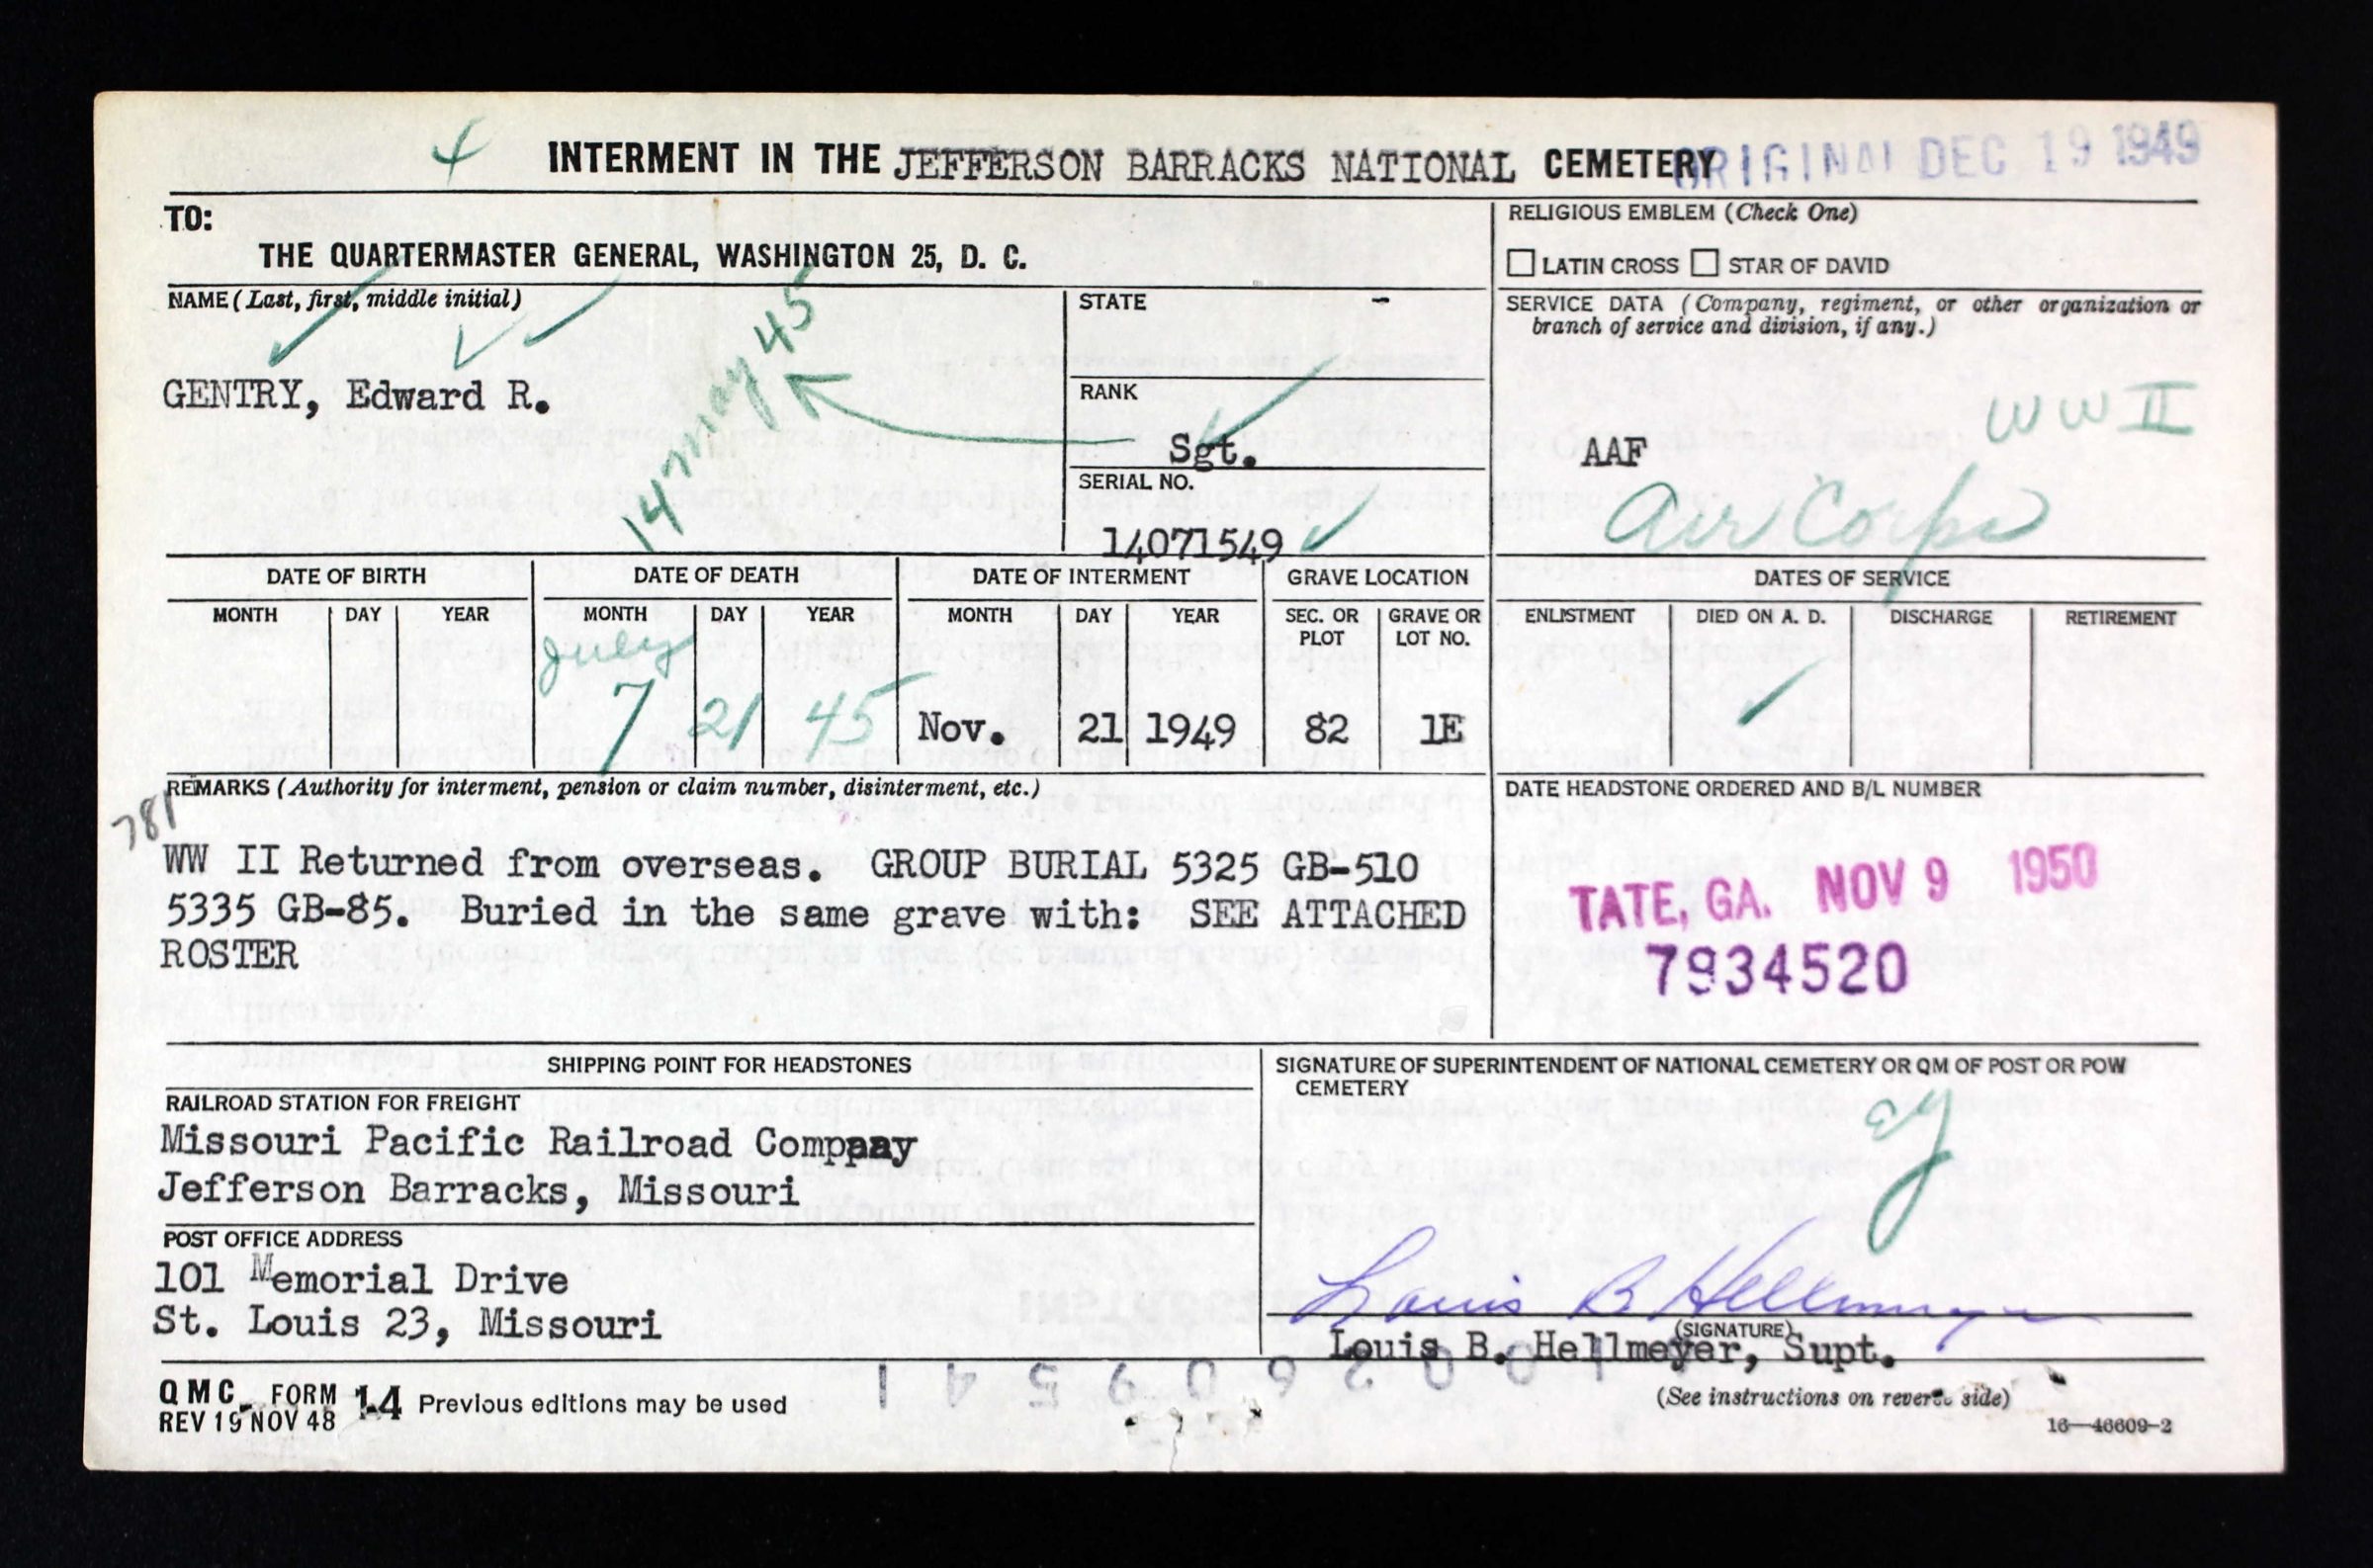 4 INTERMENT IN THE JEFFERSON BARRACKS NATIONAL CEMETERY ORIGINAL DEC 19 1949
TO:
THE QUARTERMASTER GENERAL, WASHINGTON 25, D. C.
RELIGIOUS EMBLEM (Check One)
LATIN CROSS STAR OF DAVID
NAME (Last, first, middle initial)
GENTRY, Edward R.
14 May 45
STATE -
RANK
Sgt.
SERIAL NO.
14071549
SERVICE DATA (Company, regiment, or other organization or
branch of service and division, if any.)
WW II
AAF
Air Corps
DATE OF BIRTH DATE OF DEATH DATE OF INTERMENT GRAVE LOCATION DATES OF SERVICE
MONTH DAY YEAR MONTH DAY YEAR MONTH DAY YEAR SEC. OR PLOT GRAVE OR LOT NO. ENLISTMENT DIED ON A. D. DISCHARGE RETIREMENT
July
7 21 45 Nov. 21 1949 82 1E
REMARKS (Authority for interment, pension or claim number, disinterment, etc.)
781
WW II Returned from overseas. GROUP BURIAL 5325 GB-510
5335 GB-85. Buried in the same grave with: SEE ATTACHED
ROSTER
DATE HEADSTONE ORDERED AND B/L NUMBER
TATE, GA. NOV 9 1950
7934520
SHIPPING POINT FOR HEADSTONES
RAILROAD STATION FOR FREIGHT
Missouri Pacific Railroad Company
Jefferson Barracks, Missouri
POST OFFICE ADDRESS
101 Memorial Drive
St. Louis 23, Missouri
SIGNATURE OF SUPERINTENDENT OF NATIONAL CEMETERY OR QM OF POST OR POW
CEMETERY
Louis B Hellmeyer
(SIGNATURE)
Louis B. Hellmeyer, Supt.
(See instructions on reverse side)
QMC FORM 14 Previous editions may be used
REV 19 NOV 48
16—46609-2